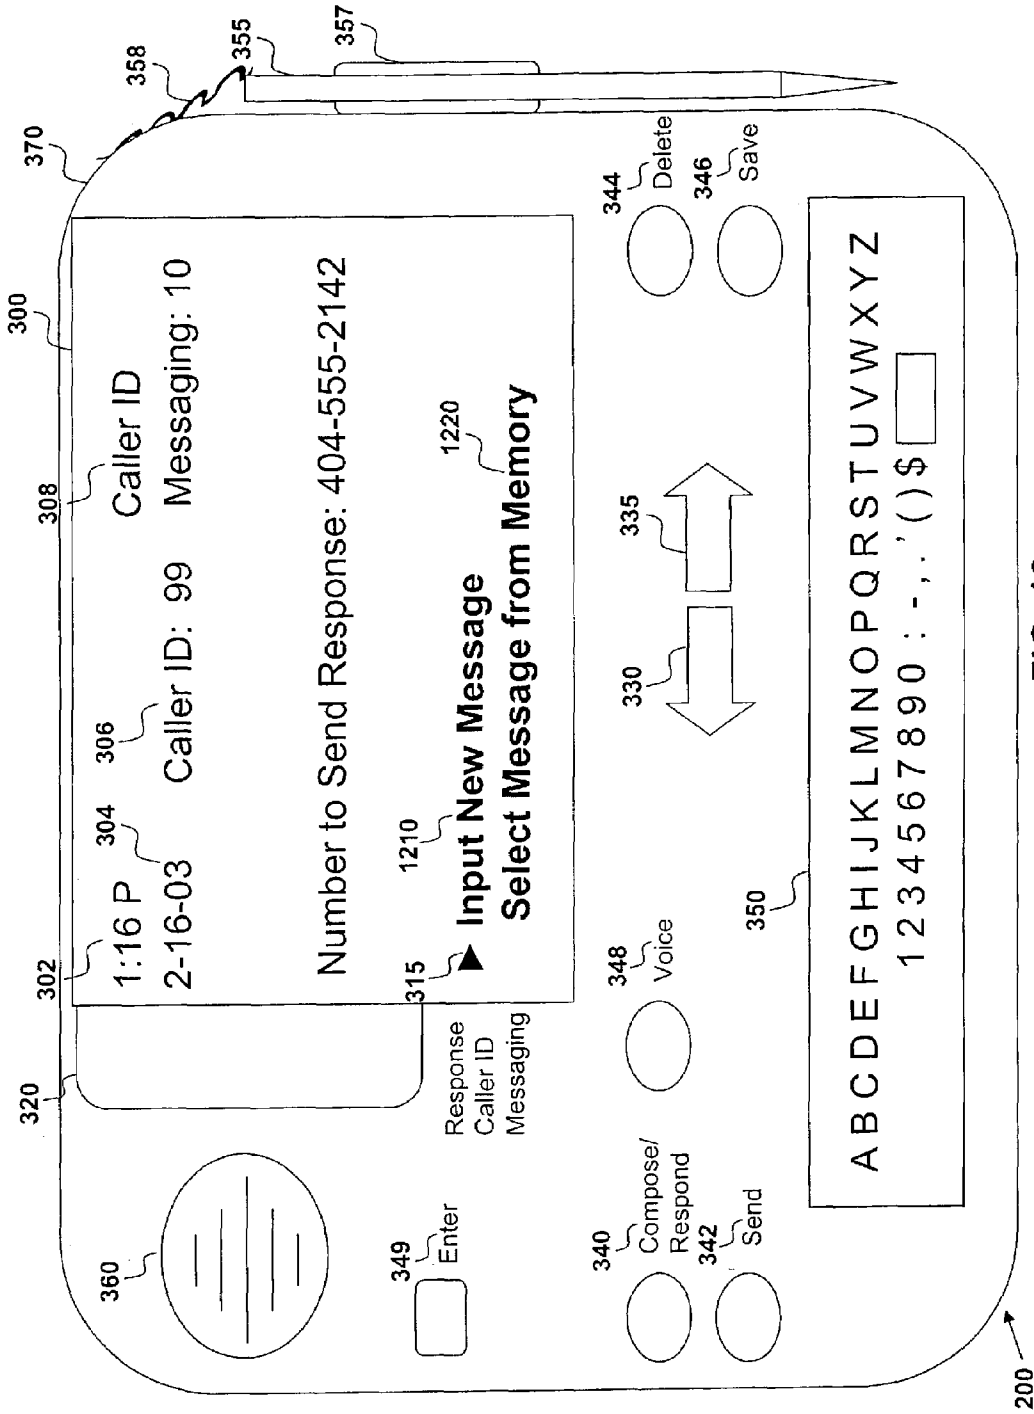 300
370
302
308
358
320
1:16 P
Caller ID
355
304
306
357
2-16-03
Caller ID: 99
Messaging: 10
360
Number to Send Response: 404-555-2142
315
1210
1220
Input New Message
Select Message from Memory
Response
Caller ID
Messaging
349
Enter
340
Compose/
Respond
348
Voice
330
335
344
Delete
342
Send
346
Save
350
A B C D E F G H I J K L M N O P Q R S T U V W X Y Z
1 2 3 4 5 6 7 8 9 0 : - , . ' ( ) $
200